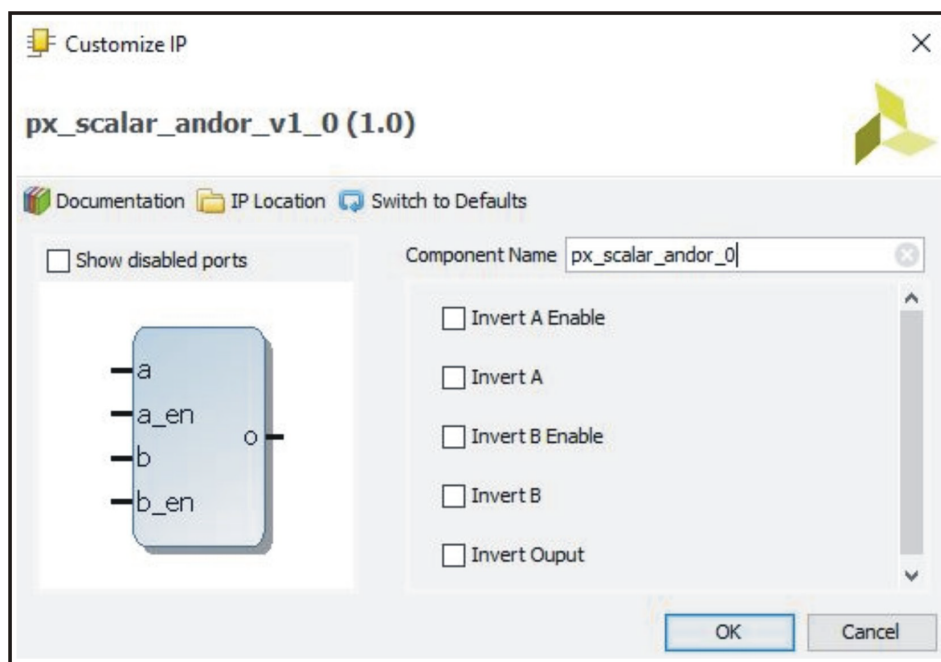 Customize IP
px_scalar_andor_v1_0 (1.0)
Documentation IP Location Switch to Defaults
Show disabled ports
Component Name px_scalar_andor_0
a
a_en
b
b_en
o
Invert A Enable
Invert A
Invert B Enable
Invert B
Invert Ouput
OK Cancel